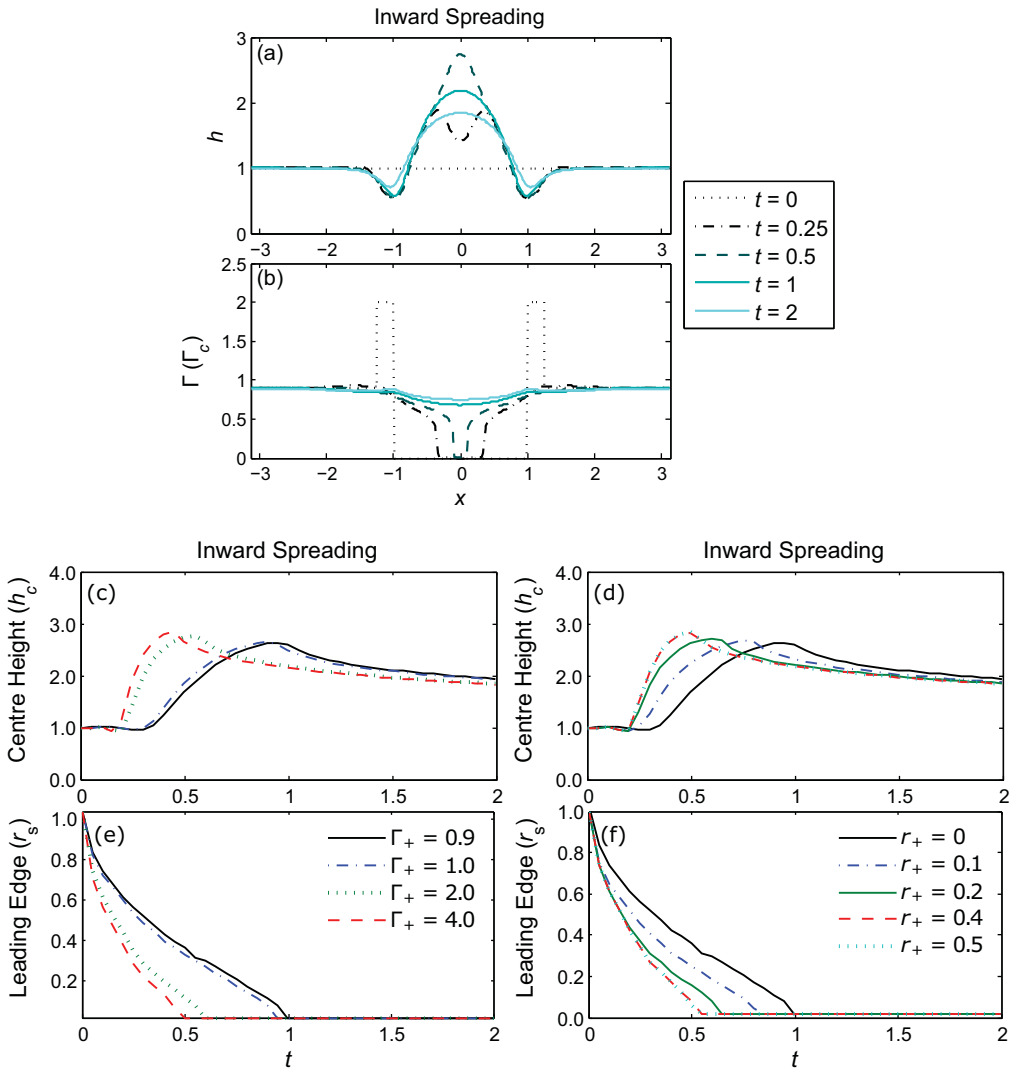 Inward Spreading
(a)
h
3
2
1
0
−3 −2 −1 0 1 2 3
t = 0
t = 0.25
t = 0.5
t = 1
t = 2
(b)
Γ (Γc)
2.5
2
1.5
1
0.5
0
−3 −2 −1 0 1 2 3
x
Inward Spreading
(c)
Centre Height (hc)
4.0
3.0
2.0
1.0
0.0
0 0.5 1 1.5 2
Inward Spreading
(d)
Centre Height (hc)
4.0
3.0
2.0
1.0
0.0
0 0.5 1 1.5 2
(e)
Leading Edge (rs)
1.0
0.8
0.6
0.4
0.2
Γ+ = 0.9
Γ+ = 1.0
Γ+ = 2.0
Γ+ = 4.0
0 0.5 1 1.5 2
t
(f)
Leading Edge (rs)
1.0
0.8
0.6
0.4
0.2
0.0
r+ = 0
r+ = 0.1
r+ = 0.2
r+ = 0.4
r+ = 0.5
0 0.5 1 1.5 2
t